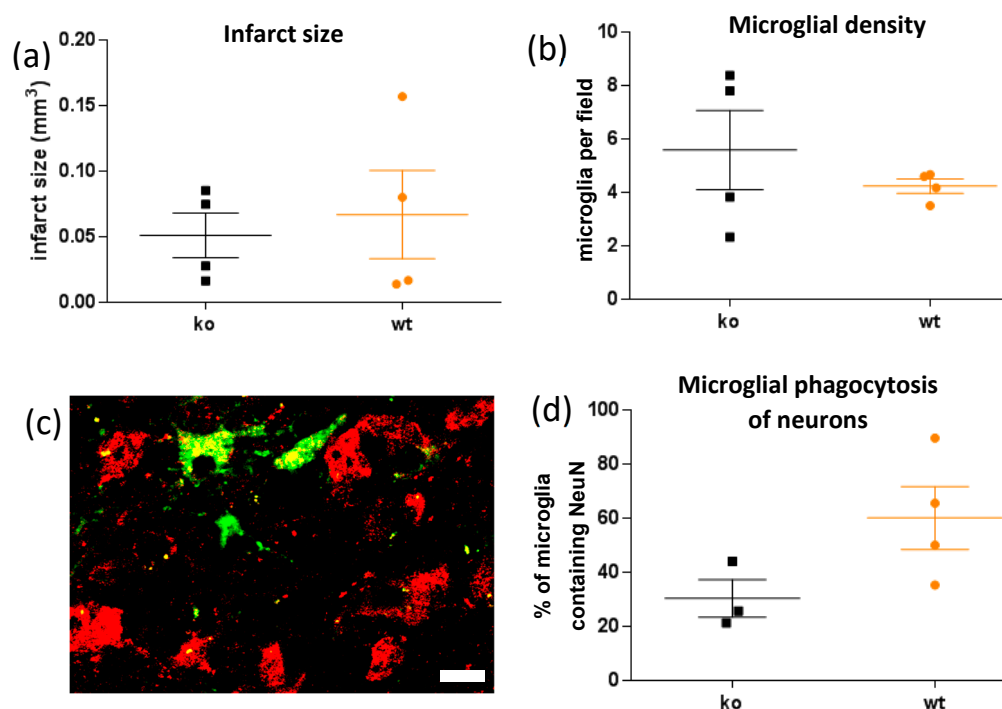 (a)
Infarct size
infarct size (mm³)
0.20
0.15
0.10
0.05
0.00
ko
wt
(b)
Microglial density
microglia per field
10
8
6
4
2
0
ko
wt
(c)
(d)
Microglial phagocytosis
of neurons
% of microglia
containing NeuN
100
80
60
40
20
0
ko
wt